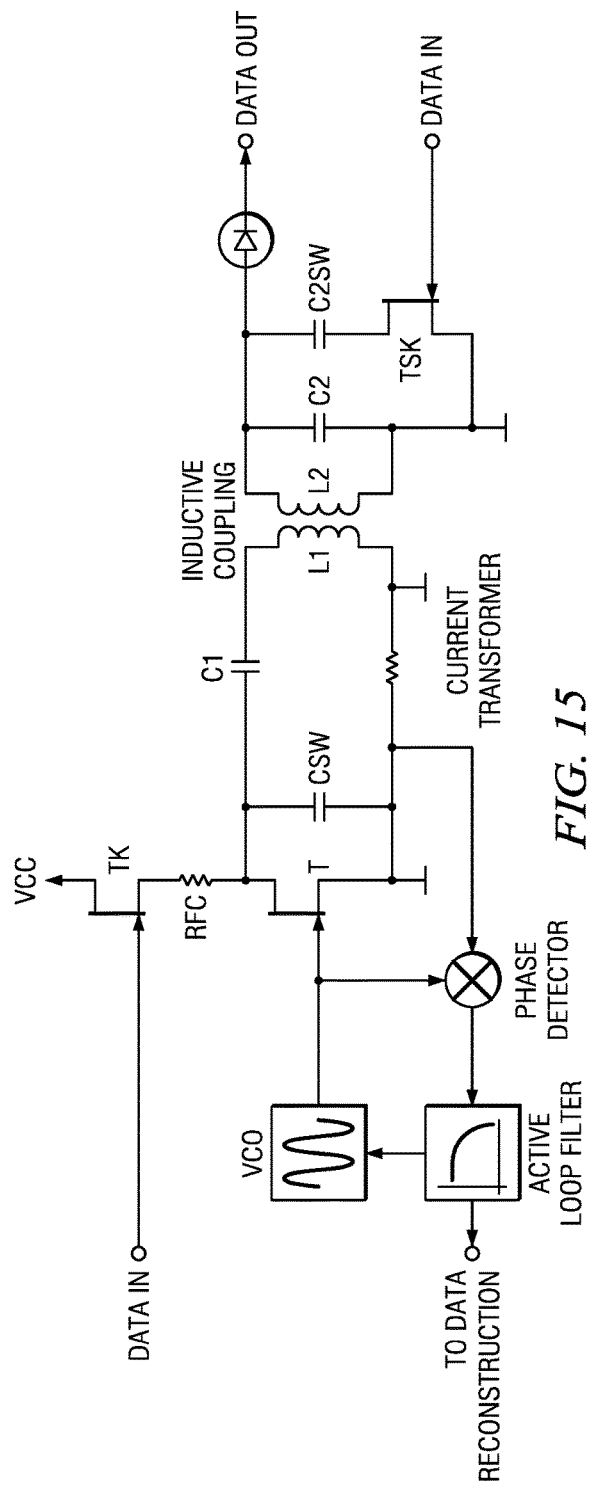 DATA IN
VCC
TK
RFC
T
CSW
C1
INDUCTIVE
COUPLING
L1
L2
C2
C2SW
TSK
DATA OUT
DATA IN
VCO
ACTIVE
LOOP FILTER
PHASE
DETECTOR
CURRENT
TRANSFORMER
TO DATA
RECONSTRUCTION
FIG. 15